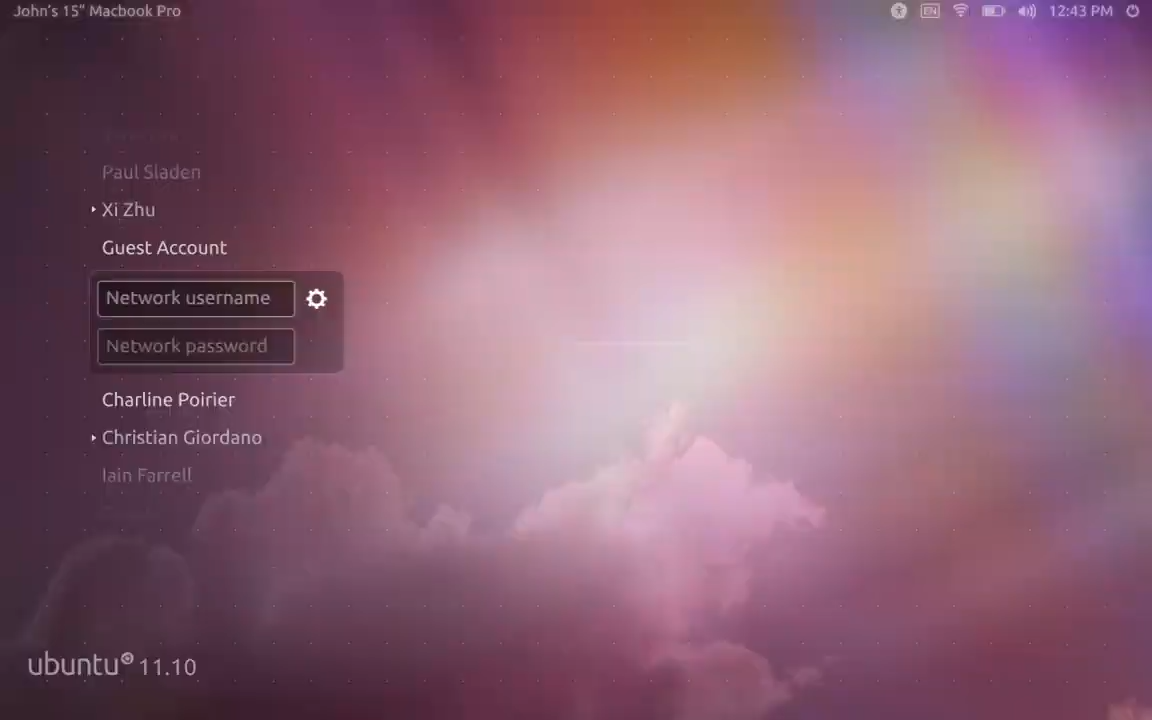 John's 15" Macbook Pro
EN
12:43 PM
Paul Sladen
Xi Zhu
Guest Account
Network username
Network password
Charline Poirier
Christian Giordano
Iain Farrell
ubuntu 11.10